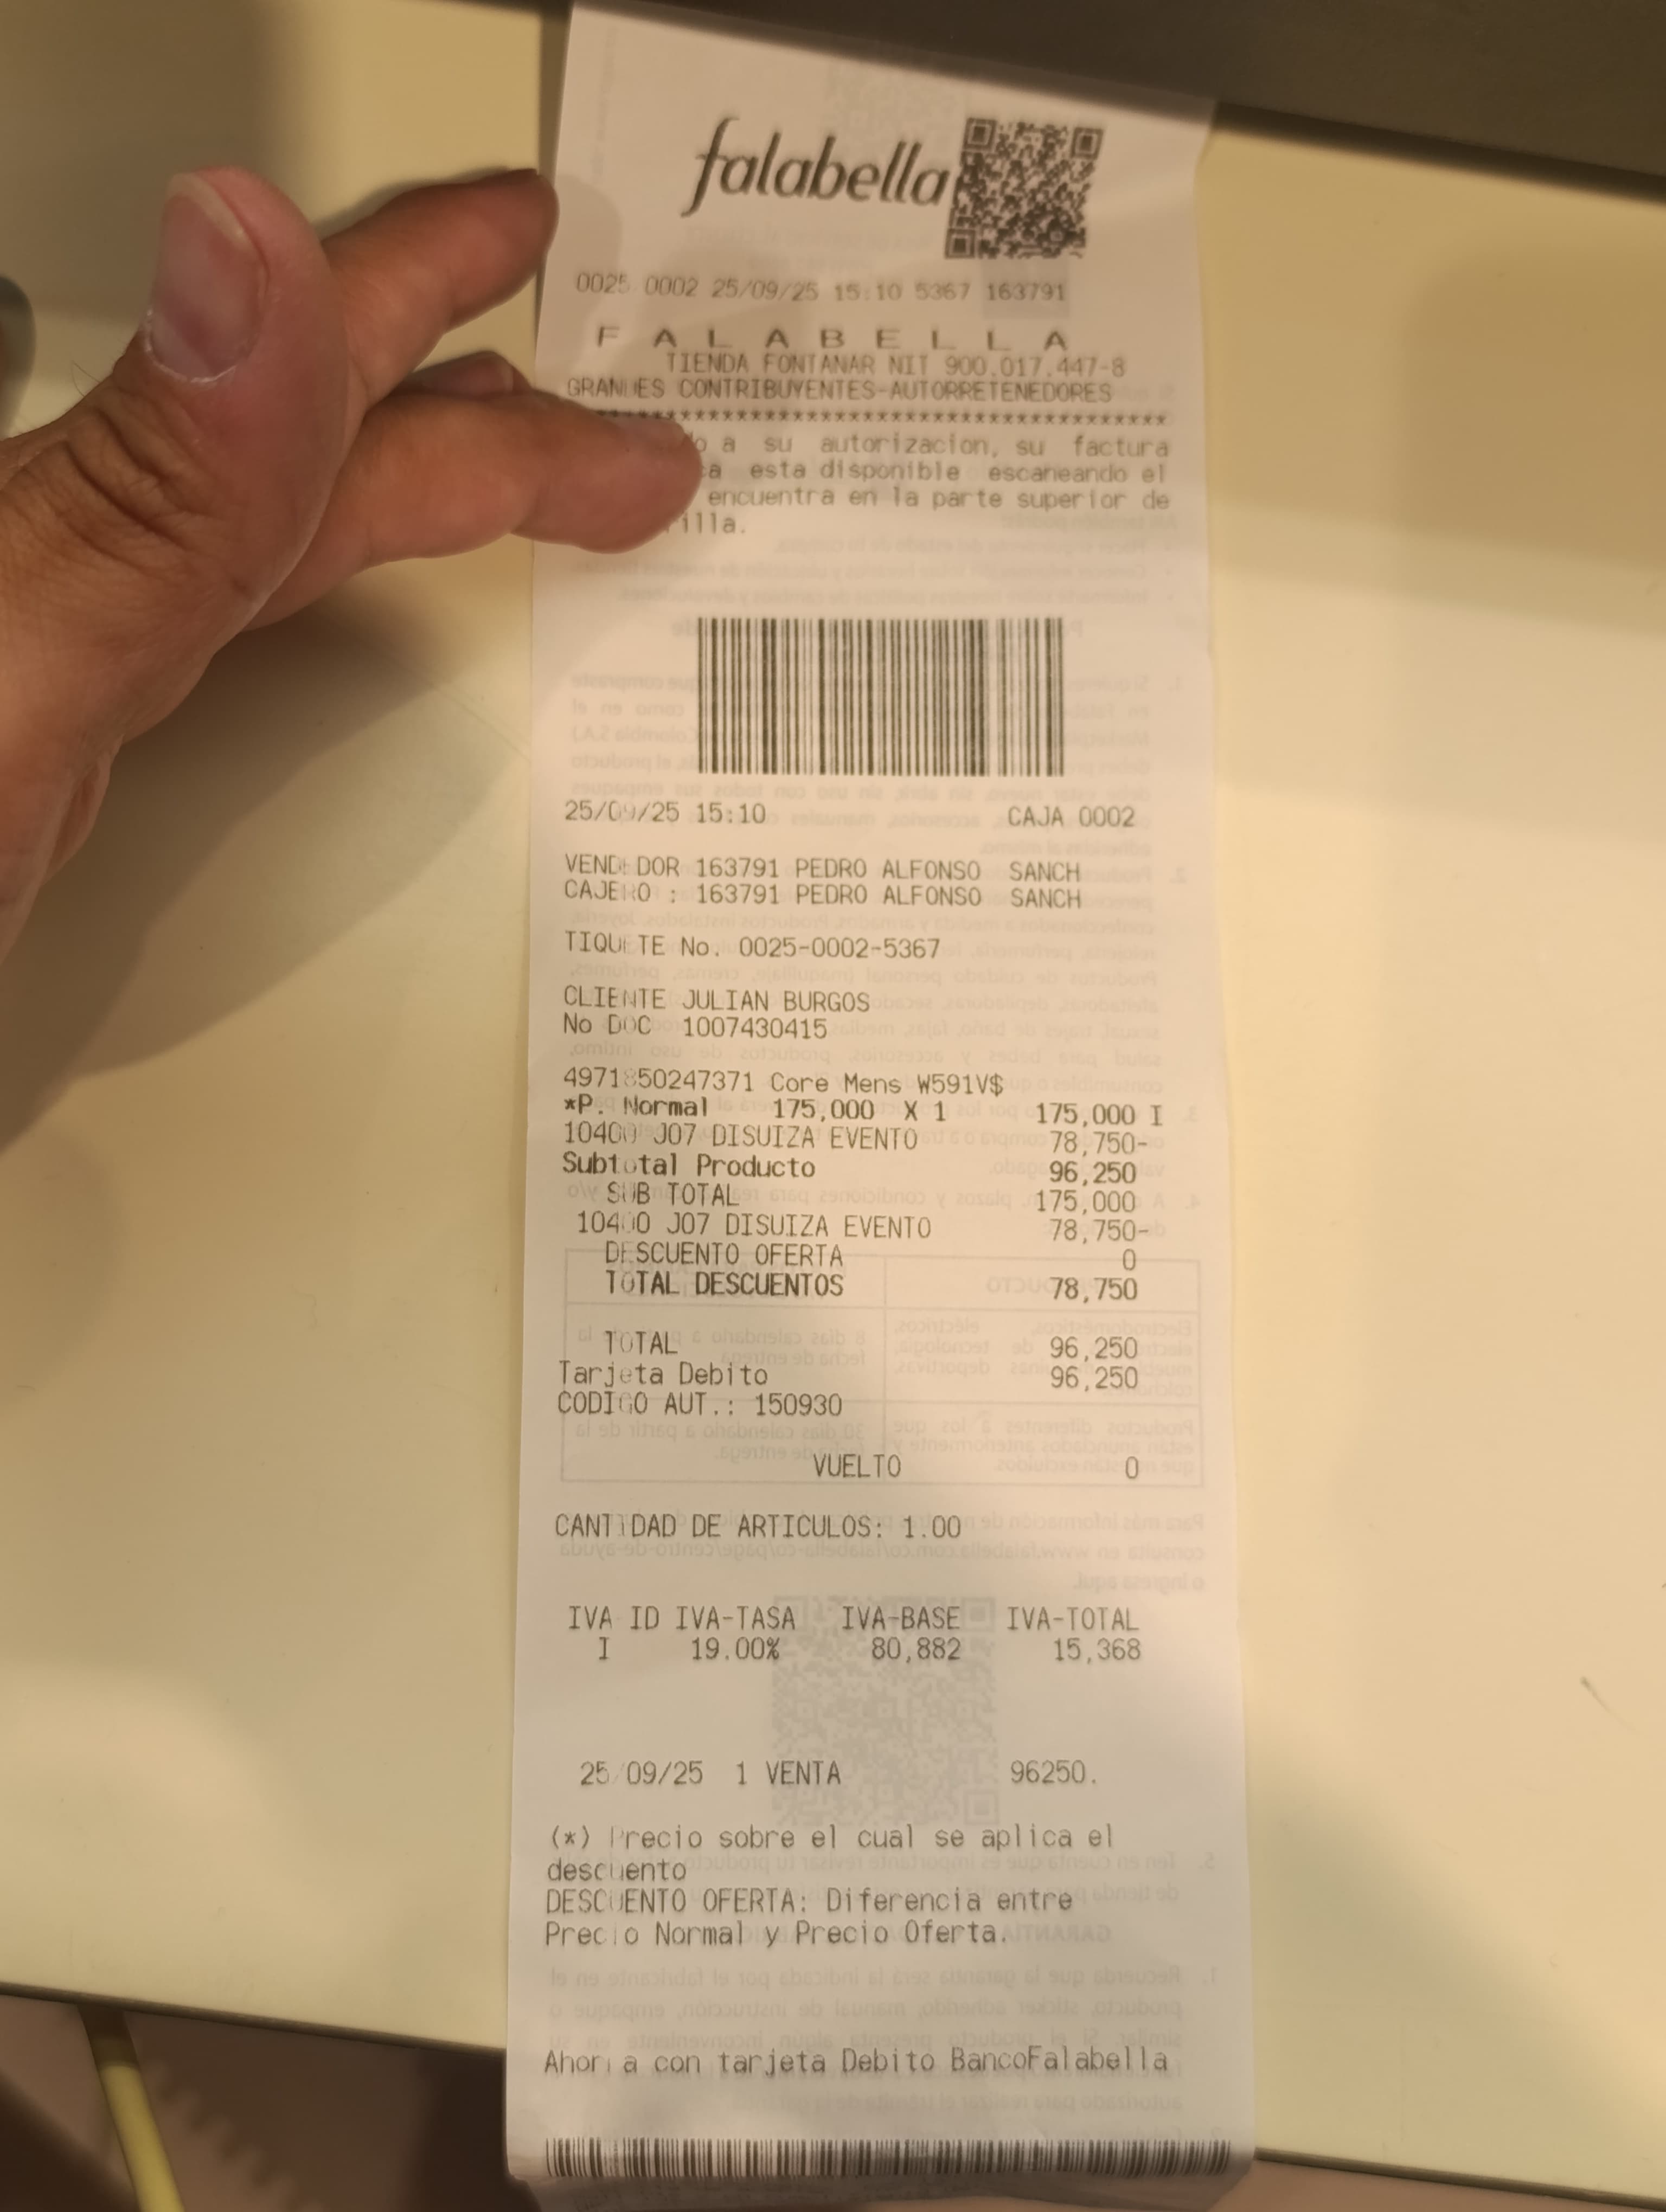 falabella
0025 0002 25/09/25 15:10 5367 163791
F A L A B E L L A
TIENDA FONTANAR NIT 900.017.447-8
GRANDES CONTRIBUYENTES-AUTORRETENEDORES
****************************************
a su autorizacion, su factura
esta disponible escaneando el
encuentra en la parte superior de
25/09/25 15:10 CAJA 0002
VENDEDOR 163791 PEDRO ALFONSO SANCH
CAJERO : 163791 PEDRO ALFONSO SANCH
TIQUETE No. 0025-0002-5367
CLIENTE JULIAN BURGOS
No DOC 1007430415
4971850247371 Core Mens W591V$
*P. Normal 175,000 X 1 175,000 I
10400 J07 DISUIZA EVENTO 78,750-
Subtotal Producto 96,250
SUB TOTAL 175,000
10400 J07 DISUIZA EVENTO 78,750-
DESCUENTO OFERTA 0
TOTAL DESCUENTOS 78,750
TOTAL 96,250
Tarjeta Debito 96,250
CODIGO AUT.: 150930
VUELTO 0
CANTIDAD DE ARTICULOS: 1.00
IVA ID IVA-TASA IVA-BASE IVA-TOTAL
I 19.00% 80,882 15,368
25/09/25 1 VENTA 96250.
(*) Precio sobre el cual se aplica el
descuento
DESCUENTO OFERTA: Diferencia entre
Precio Normal y Precio Oferta.
Ahorra con tarjeta Debito BancoFalabella